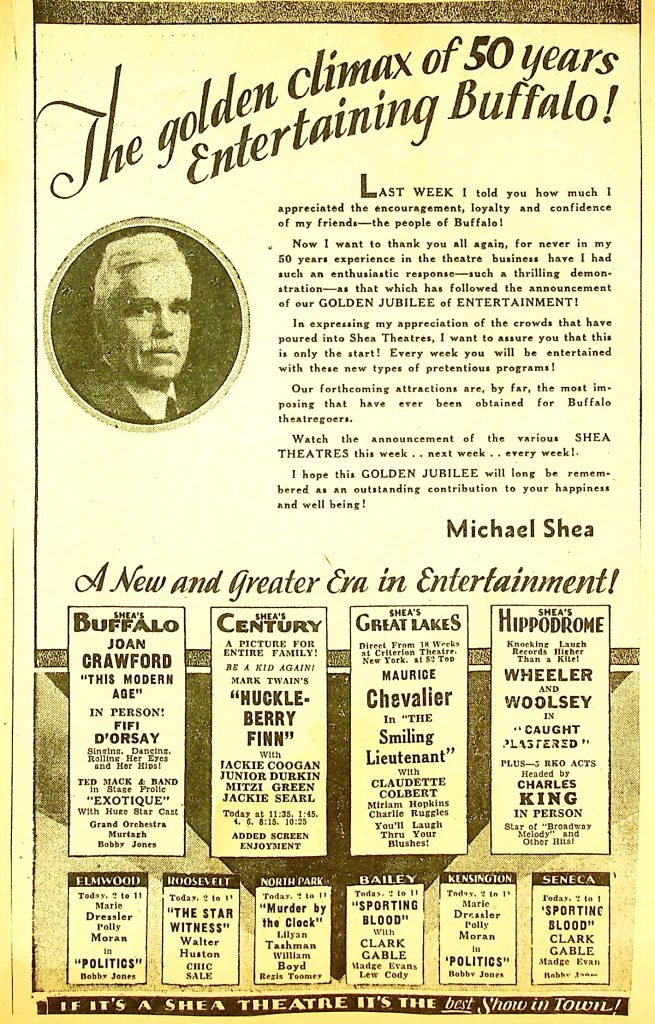 The golden climax of 50 years
Entertaining Buffalo!
LAST WEEK I told you how much I
appreciated the encouragement, loyalty and confidence
of my friends—the people of Buffalo!
Now I want to thank you all again, for never in my
50 years experience in the theatre business have I had
such an enthusiastic response—such a thrilling demon-
stration—as that which has followed the announcement
of our GOLDEN JUBILEE of ENTERTAINMENT!
In expressing my appreciation of the crowds that have
poured into Shea Theatres, I want to assure you that this
is only the start! Every week you will be entertained
with these new types of pretentious programs!
Our forthcoming attractions are, by far, the most im-
posing that have ever been obtained for Buffalo
theatregoers.
Watch the announcement of the various SHEA
THEATRES this week . . next week . . every week!
I hope this GOLDEN JUBILEE will long be remem-
bered as an outstanding contribution to your happiness
and well being!
Michael Shea
A New and Greater Era in Entertainment!
SHEA'S
BUFFALO
JOAN
CRAWFORD
"THIS MODERN
AGE"
IN PERSON!
FIFI
D'ORSAY
Singing, Dancing,
Rolling Her Eyes
and Her Hips!
TED MACK & BAND
in Stage Frolic
"EXOTIQUE"
With Huge Star Cast
Grand Orchestra
Murtagh
Bobby Jones
SHEA'S
CENTURY
A PICTURE FOR
ENTIRE FAMILY!
BE A KID AGAIN!
MARK TWAIN'S
"HUCKLE-
BERRY
FINN"
With
JACKIE COOGAN
JUNIOR DURKIN
MITZI GREEN
JACKIE SEARL
Today at 11:35, 1:45,
4, 6, 8:15, 10:25
ADDED SCREEN
ENJOYMENT
SHEA'S
GREAT LAKES
Direct From 18 Weeks
at Criterion Theatre,
New York, at $2 Top
MAURICE
Chevalier
In "THE
Smiling
Lieutenant"
With
CLAUDETTE
COLBERT
Miriam Hopkins
Charlie Ruggles
You'll Laugh
Thru Your
Blushes!
SHEA'S
HIPPODROME
Knocking Laugh
Records Higher
Than a Kite!
WHEELER
AND
WOOLSEY
IN
"CAUGHT
PLASTERED"
PLUS—5 RKO ACTS
Headed by
CHARLES
KING
IN PERSON
Star of "Broadway
Melody" and
Other Hits!
ELMWOOD
Today, 2 to 11
Marie
Dressler
Polly
Moran
in
"POLITICS"
Bobby Jones
ROOSEVELT
Today, 2 to 11
"THE STAR
WITNESS"
Walter
Huston
CHIC
SALE
NORTH PARK
Today, 2 to 11
"Murder by
the Clock"
Lilyan
Tashman
William
Boyd
Regis Toomey
BAILEY
Today, 2 to 11
"SPORTING
BLOOD"
With
CLARK
GABLE
Madge Evans
Lew Cody
KENSINGTON
Today, 2 to 11
Marie
Dressler
Polly
Moran
in
"POLITICS"
Bobby Jones
SENECA
Today, 2 to 1
"SPORTING
BLOOD"
CLARK
GABLE
Madge Evan
Bobby Jones
IF IT'S A SHEA THEATRE IT'S THE best Show in Town!